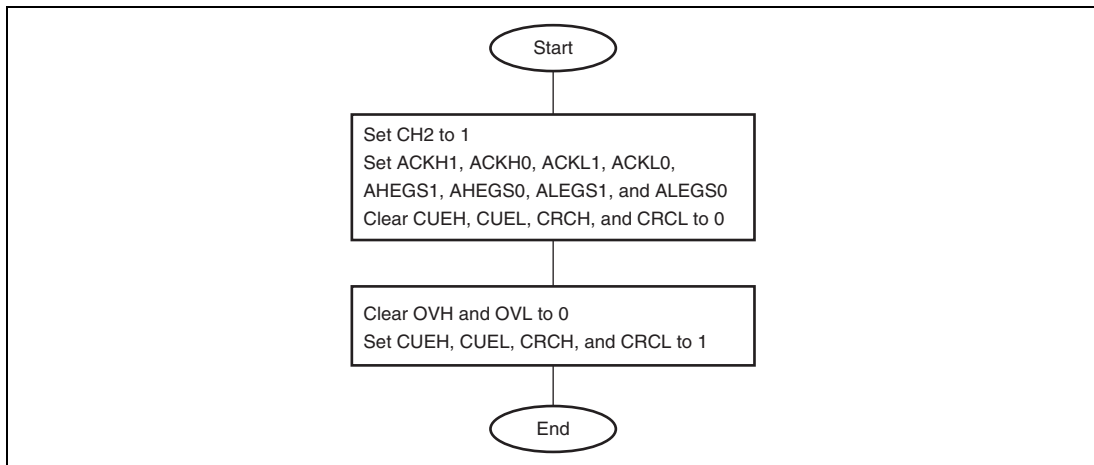 Start
Set CH2 to 1
Set ACKH1, ACKH0, ACKL1, ACKL0,
AHEGS1, AHEGS0, ALEGS1, and ALEGS0
Clear CUEH, CUEL, CRCH, and CRCL to 0
Clear OVH and OVL to 0
Set CUEH, CUEL, CRCH, and CRCL to 1
End